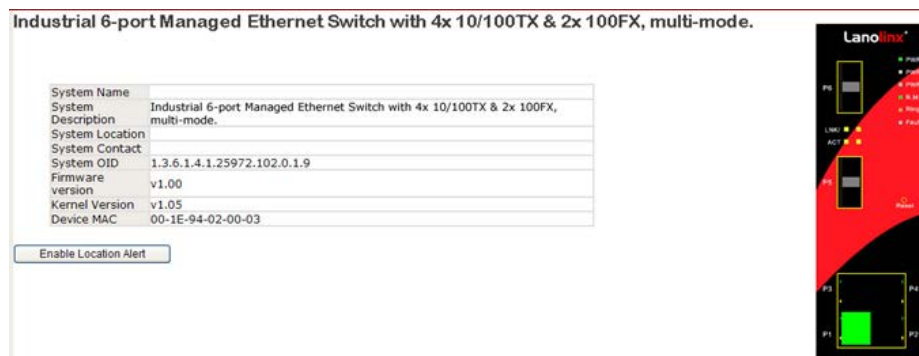 Industrial 6-port Managed Ethernet Switch with 4x 10/100TX & 2x 100FX, multi-mode.
System Name
System Description
Industrial 6-port Managed Ethernet Switch with 4x 10/100TX & 2x 100FX, multi-mode.
System Location
System Contact
System OID 1.3.6.1.4.1.25972.102.0.1.9
Firmware version v1.00
Kernel Version v1.05
Device MAC 00-1E-94-02-00-03
Enable Location Alert
Lanolinx
P6
LNK/
ACT
P5
Reset
P3
P4
P1
P2